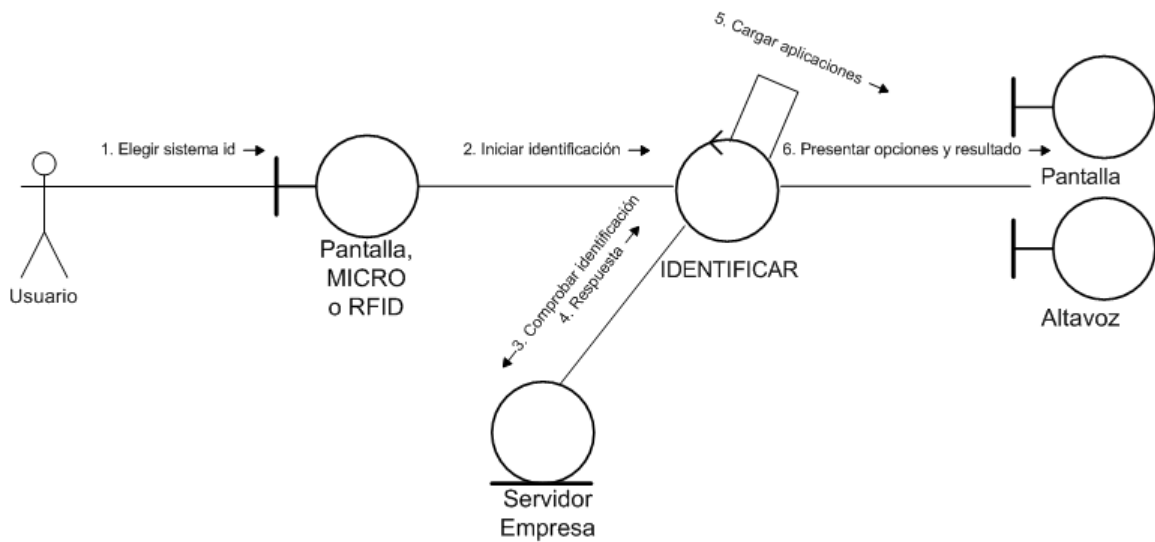 5. Cargar aplicaciones
1. Elegir sistema id
2. Iniciar identificación
6. Presentar opciones y resultado
Pantalla
3. Comprobar identificación
4. Respuesta
Usuario
Pantalla,
MICRO
o RFID
IDENTIFICAR
Altavoz
Servidor
Empresa